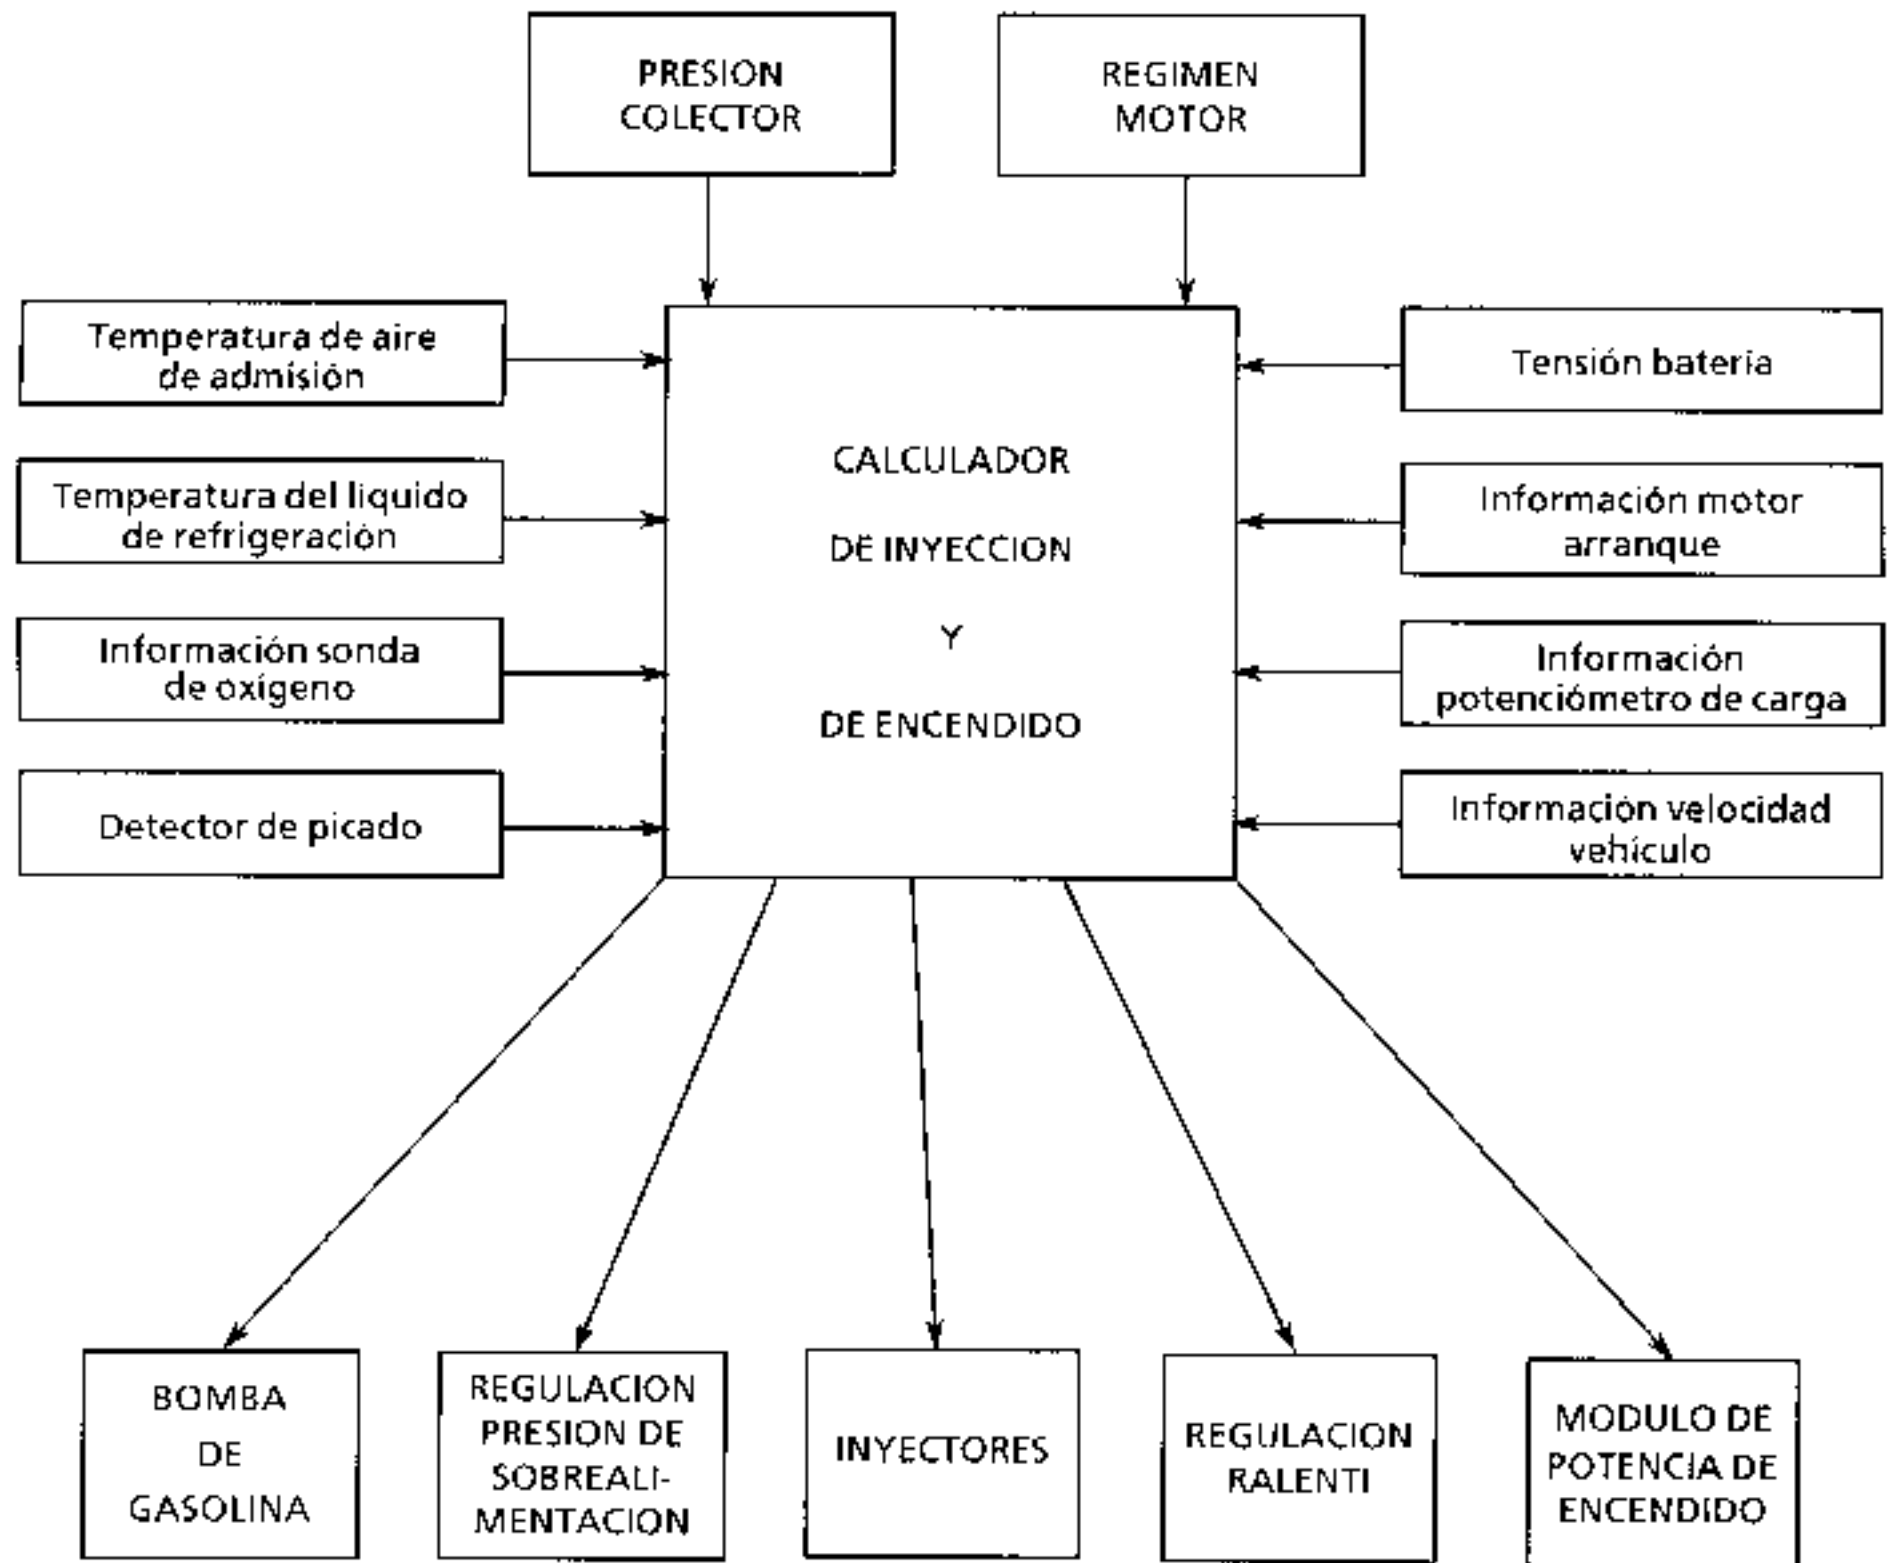 PRESION
COLECTOR
REGIMEN
MOTOR
Temperatura de aire
de admisión
Temperatura del liquido
de refrigeración
Información sonda
de oxígeno
Detector de picado
CALCULADOR
DE INYECCION
Y
DE ENCENDIDO
Tensión batería
Información motor
arranque
Información
potenciómetro de carga
Información velocidad
vehículo
BOMBA
DE
GASOLINA
REGULACION
PRESION DE
SOBREALI-
MENTACION
INYECTORES
REGULACION
RALENTI
MODULO DE
POTENCIA DE
ENCENDIDO